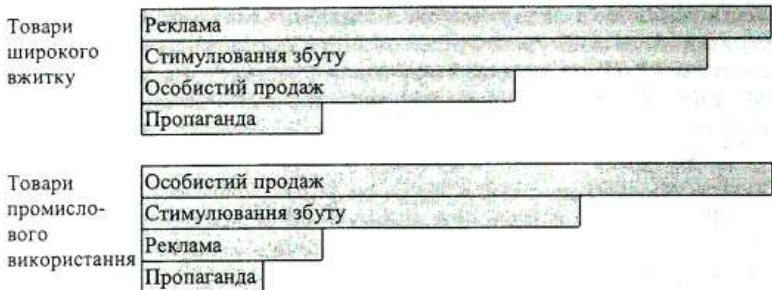 Товари
широкого
вжитку
Реклама
Стимулювання збуту
Особистий продаж
Пропаганда
Товари
промисло-
вого
використання
Особистий продаж
Стимулювання збуту
Реклама
Пропаганда